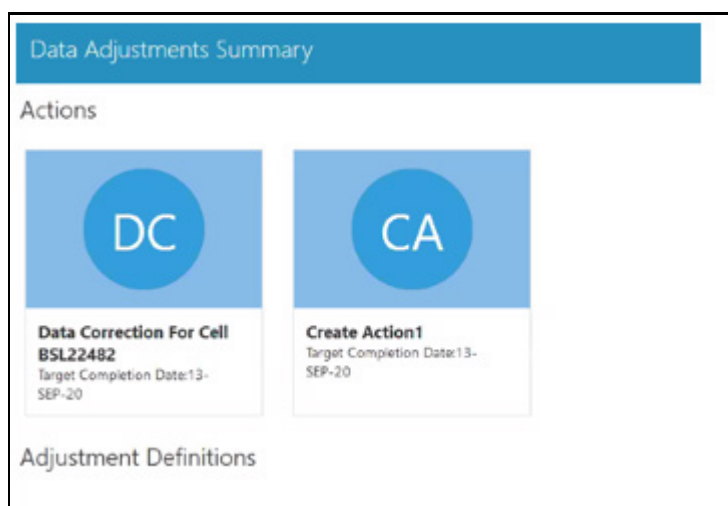 Data Adjustments Summary
Actions
DC
Data Correction For Cell
BSL22482
Target Completion Date:13-
SEP-20
CA
Create Action1
Target Completion Date:13-
SEP-20
Adjustment Definitions